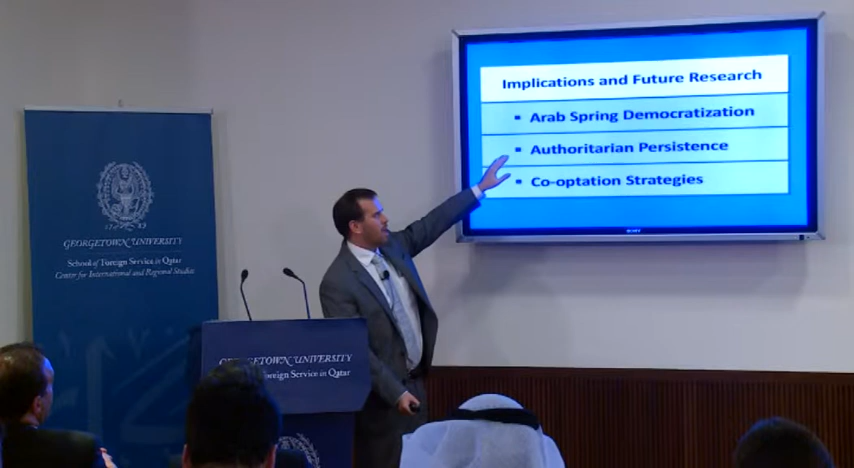 Implications and Future Research
▪ Arab Spring Democratization
▪ Authoritarian Persistence
▪ Co-optation Strategies
SONY
GEORGETOWN UNIVERSITY
School of Foreign Service in Qatar
Center for International and Regional Studies
GEORGETOWN UNIVERSITY
Foreign Service in Qatar